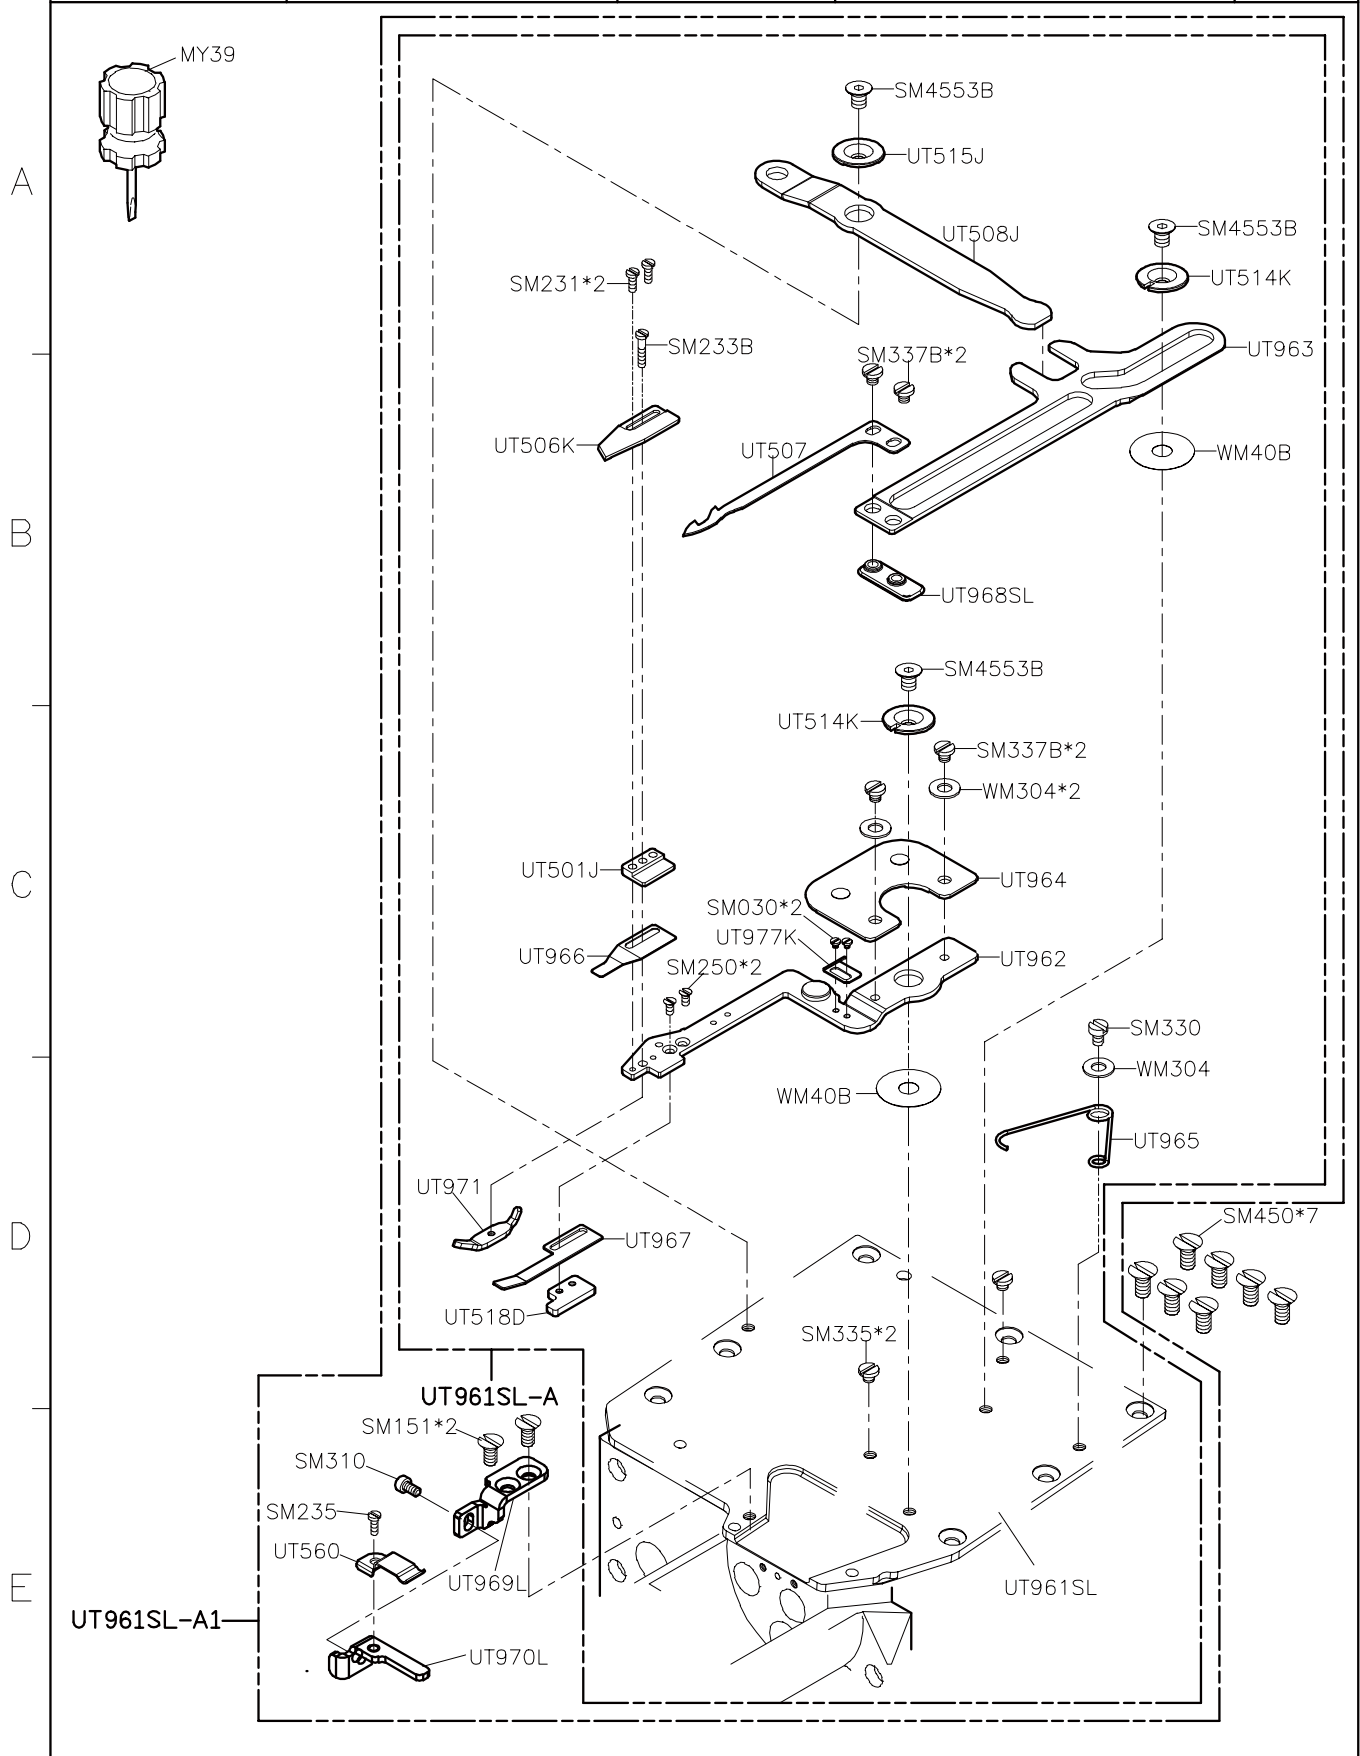 MY39
SM4553B
UT515J
A
UT508J
SM4553B
UT514K
SM231*2
SM233B
SM337B*2
UT963
UT506K
UT507
WM40B
B
UT968SL
SM4553B
UT514K
SM337B*2
WM304*2
UT501J
UT964
C
SM030*2
UT977K
UT966
SM250*2
UT962
SM330
WM304
WM40B
UT965
UT971
SM450*7
D
UT967
UT518D
SM335*2
UT961SL-A
SM151*2
SM310
SM235
UT560
UT969L
UT961SL
E
UT961SL-A1
UT970L